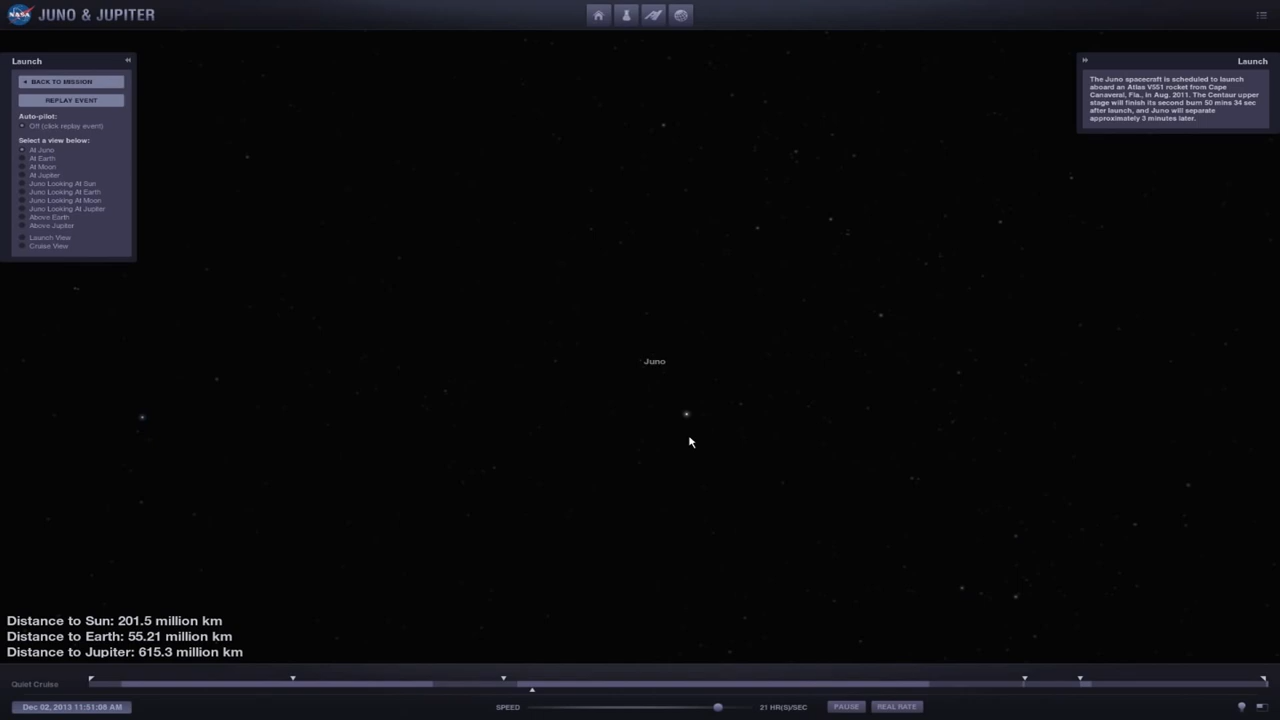 NASA JUNO & JUPITER
Launch
BACK TO MISSION
REPLAY EVENT
Auto-pilot:
Off (click replay event)
Select a view below:
At Juno
At Earth
At Moon
At Jupiter
Juno Looking At Sun
Juno Looking At Earth
Juno Looking At Moon
Juno Looking At Jupiter
Above Earth
Above Jupiter
Launch View
Cruise View
Launch
The Juno spacecraft is scheduled to launch
aboard an Atlas V551 rocket from Cape
Canaveral, Fla., in Aug. 2011. The Centaur upper
stage will finish its second burn 50 mins 34 sec
after launch, and Juno will separate
approximately 3 minutes later.
Juno
Distance to Sun: 201.5 million km
Distance to Earth: 55.21 million km
Distance to Jupiter: 615.3 million km
Quiet Cruise
Dec 02, 2013 11:51:06 AM
SPEED
21 HR(S)/SEC
PAUSE
REAL RATE